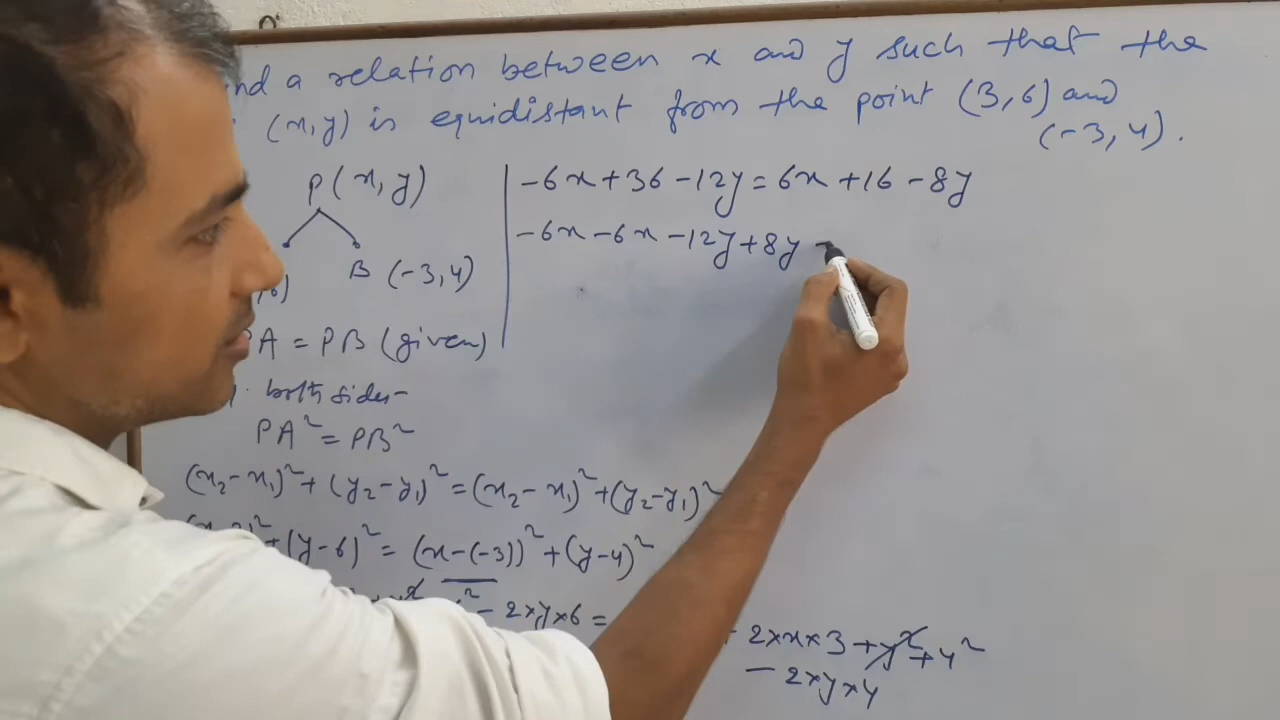 nd a relation between x and y such that the
(x,y) is equidistant from the point (3,6) and
(-3,4).
P(x,y)
B (-3,4)
,6)
PA = PB (given)
both sides-
PA² = PB²
(x₂-x₁)²+(y₂-y₁)²=(x₂-x₁)²+(y₂-y₁)²
+(y-6)² = (x-(-3))²+(y-4)²
- 2×y×6 = 2×x×3 + y² + 4²
- 2×y×4
-6x+36-12y=6x+16-8y
-6x-6x-12y+8y